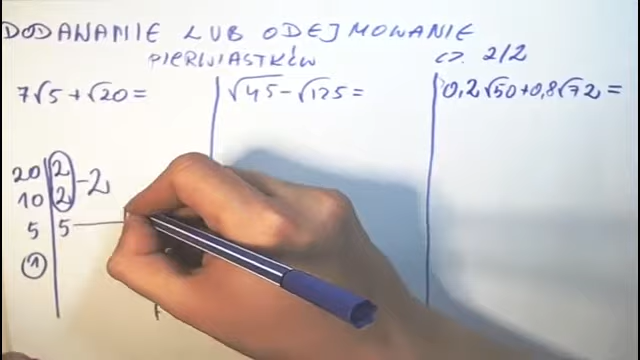 DODAWANIE LUB ODEJMOWANIE
PIERWIASTKÓW cz. 2/2
7√5 + √20 =
√45 - √125 =
0,2√50 + 0,8√72 =
20 | 2
10 | 2 - 2
5 | 5
1